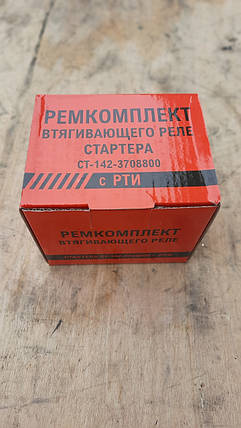 РЕМКОМПЛЕКТ
ВТЯГИВАЮЩЕГО РЕЛЕ
СТАРТЕРА
СТ-142-3708800
с РТИ
РЕМКОМПЛЕКТ
ВТЯГИВАЮЩЕГО РЕЛЕ